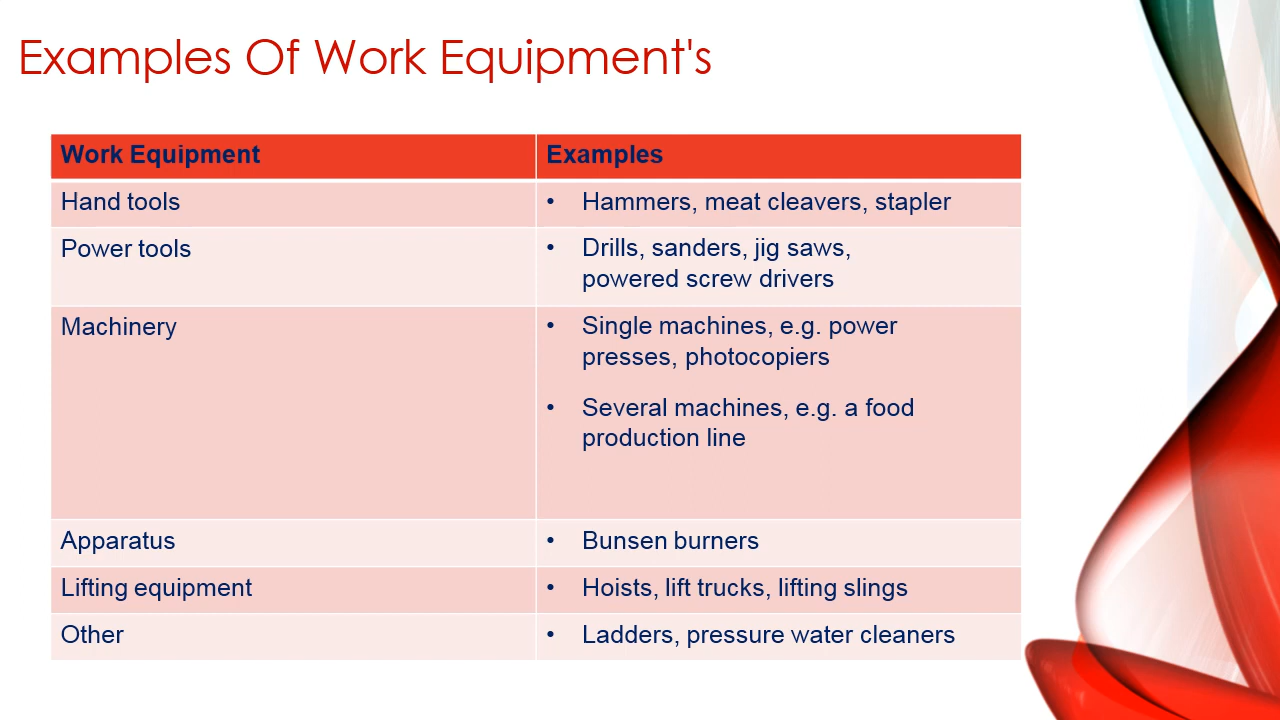 Examples Of Work Equipment's
Work Equipment
Examples
Hand tools
• Hammers, meat cleavers, stapler
Power tools
• Drills, sanders, jig saws,
powered screw drivers
Machinery
• Single machines, e.g. power
presses, photocopiers
• Several machines, e.g. a food
production line
Apparatus
• Bunsen burners
Lifting equipment
• Hoists, lift trucks, lifting slings
Other
• Ladders, pressure water cleaners